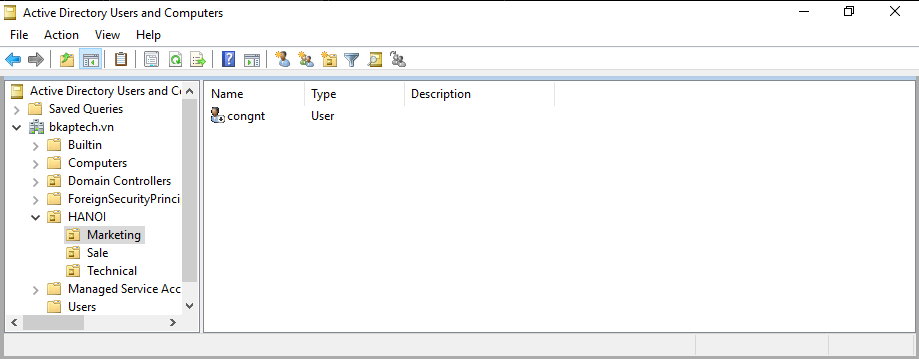 Active Directory Users and Computers
File Action View Help
Active Directory Users and Co
Saved Queries
bkaptech.vn
Builtin
Computers
Domain Controllers
ForeignSecurityPrinci
HANOI
Marketing
Sale
Technical
Managed Service Acc
Users
Name Type Description
congnt User